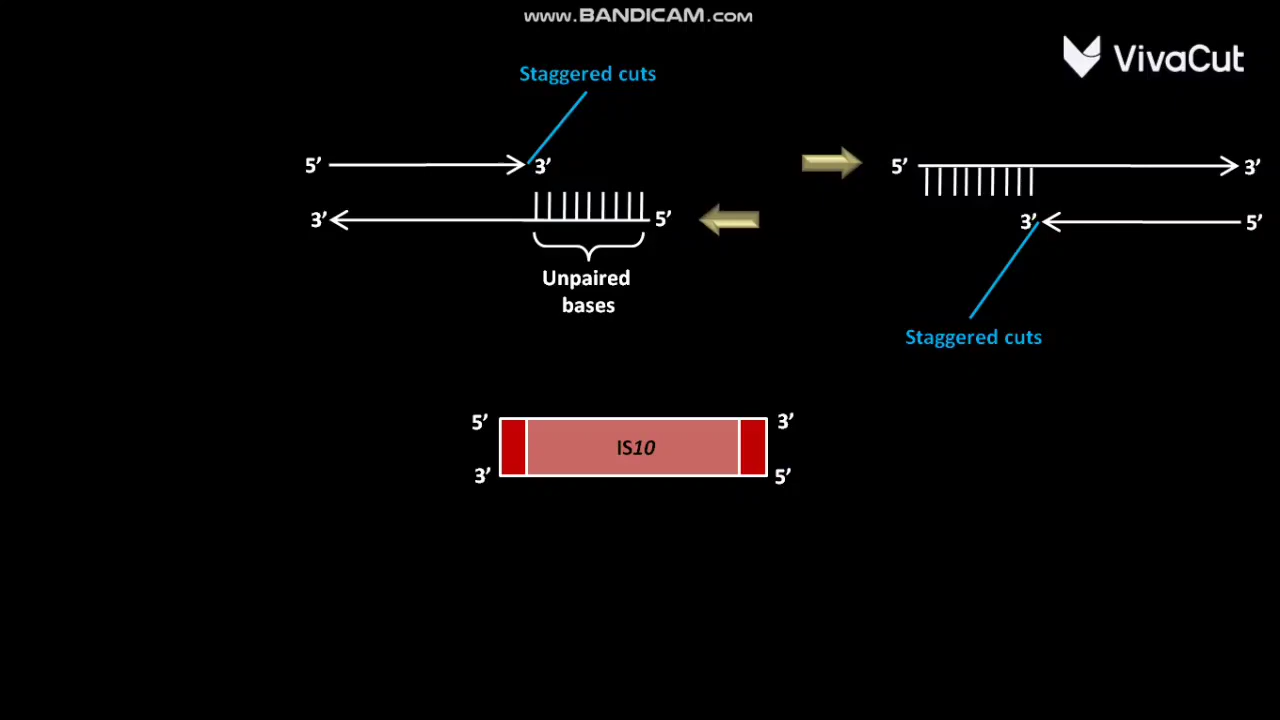 www.BANDICAM.com
VivaCut
Staggered cuts
5’ 3’ 5’ 3’
3’ 5’ 3’ 5’
Unpaired
bases
Staggered cuts
5’ 3’
IS10
3’ 5’